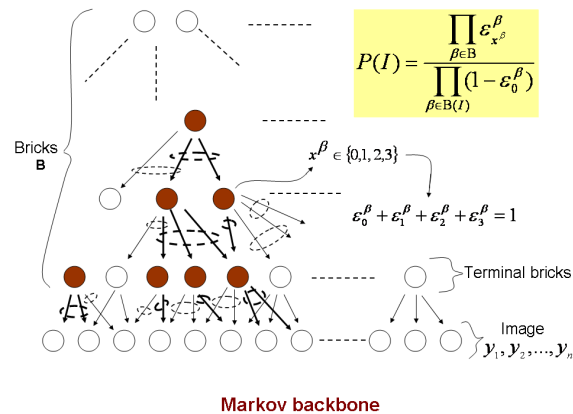 P(I) = ∏_{β∈B} ε^β_{x^β} / ∏_{β∈B(I)} (1 − ε^β_0)
Bricks
B
x^β ∈ {0,1,2,3}
ε^β_0 + ε^β_1 + ε^β_2 + ε^β_3 = 1
Terminal bricks
Image
y_1, y_2, ..., y_n
Markov backbone